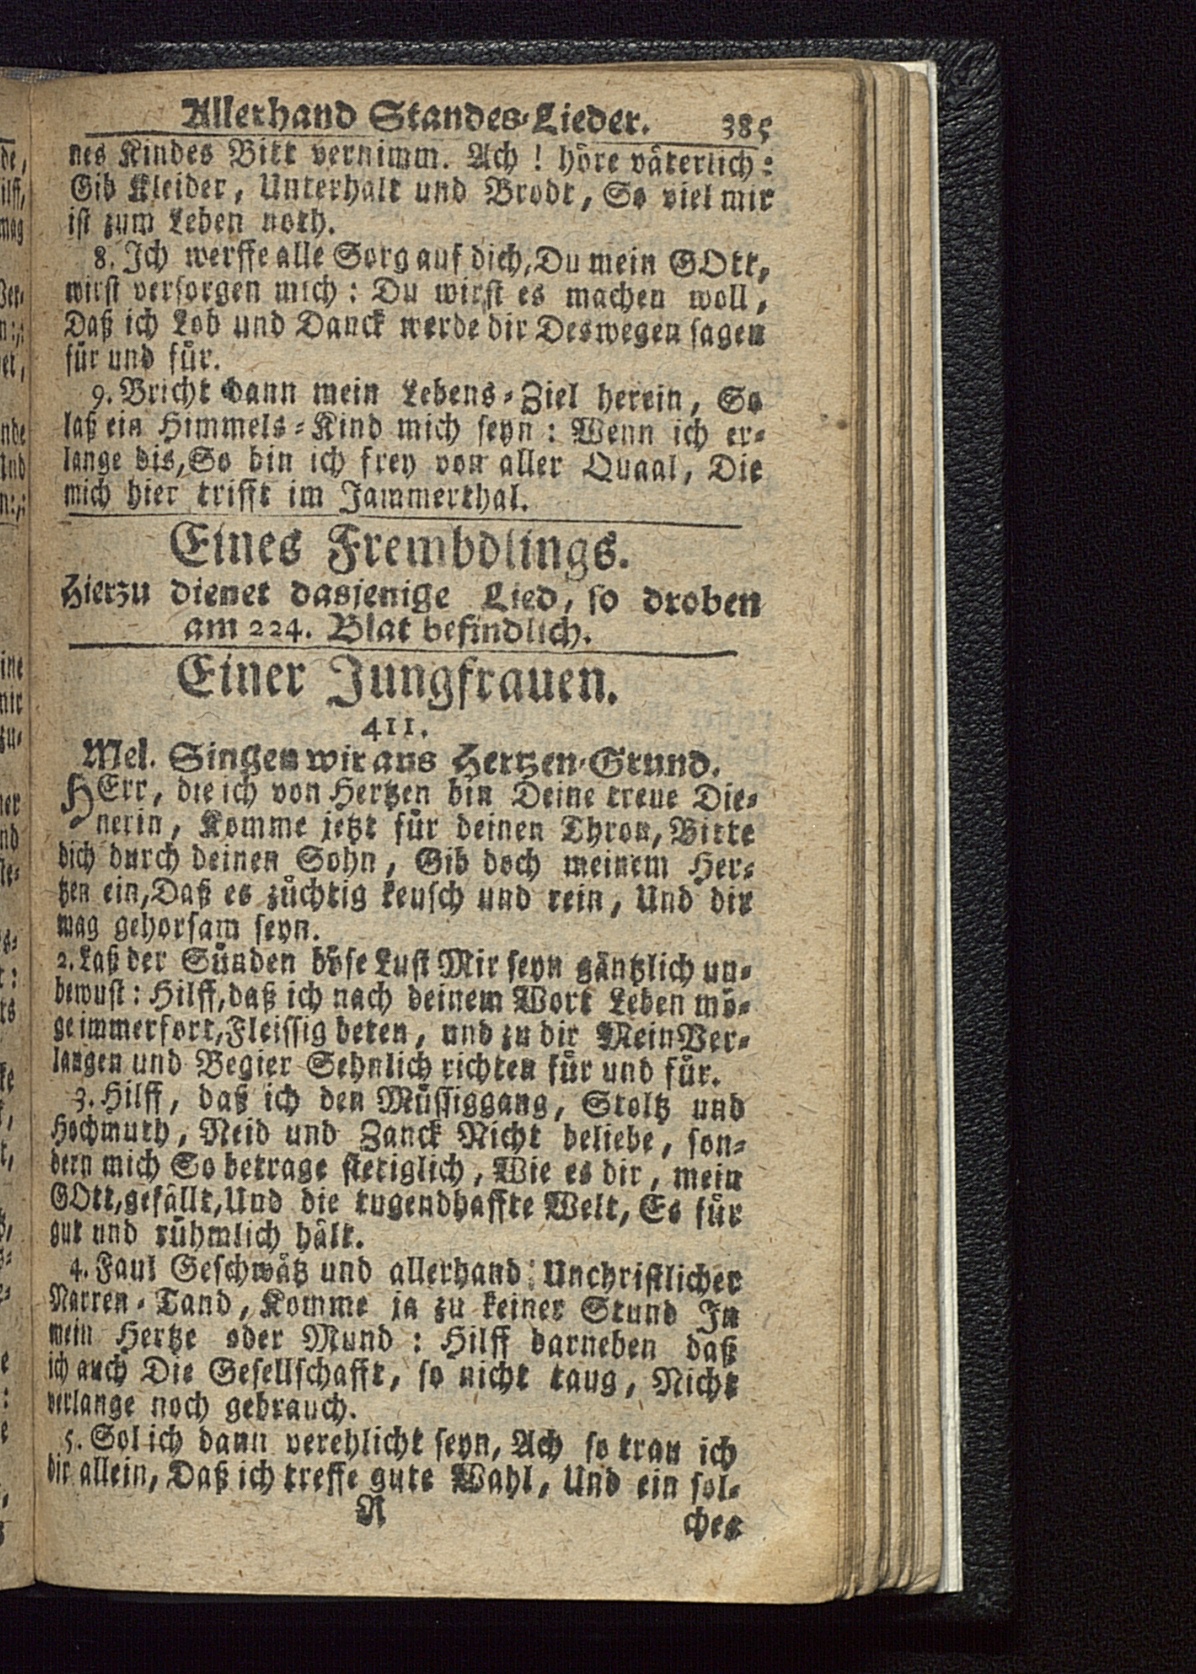 Allerhand Standes-Lieder. 385
nes Kindes Bitt vernimm. Ach! höre väterlich:
Gib Kleider, Unterhalt und Brodt, So viel mir
ist zum Leben noth.
8. Ich werffe alle Sorg auf dich, Du mein GOtt,
wirst versorgen mich: Du wirst es machen woll,
Daß ich Lob und Danck werde dir Deswegen sagen
für und für.
9. Bricht dann mein Lebens-Ziel herein, So
laß ein Himmels-Kind mich seyn: Wenn ich er-
lange dis, So bin ich frey von aller Quaal, Die
mich hier trifft im Jammerthal.
Eines Frembdlings.
Hierzu dienet dasjenige Lied, so droben
am 224. Blat befindlich.
Einer Jungfrauen.
411.
Mel. Singen wir aus Hertzen-Grund.
HErr, die ich von Hertzen bin Deine treue Die-
nerin, Komme jetzt für deinen Thron, Bitte
dich durch deinen Sohn, Gib doch meinem Her-
tzen ein, Daß es züchtig keusch und rein, Und dir
mag gehorsam seyn.
2. Laß der Sünden böse Lust Mir seyn gäntzlich un-
bewust: Hilff, daß ich nach deinem Wort Leben mö-
ge immerfort, Fleissig beten, und zu dir Mein Ver-
langen und Begier Sehnlich richten für und für.
3. Hilff, daß ich den Müssiggang, Stoltz und
Hochmuth, Neid und Zanck Nicht beliebe, son-
dern mich So betrage stetiglich, Wie es dir, mein
GOtt, gefällt, Und die tugendhaffte Welt, Es für
gut und rühmlich hält.
4. Faul Geschwätz und allerhand Unchristlicher
Narren-Tand, Komme ja zu keiner Stund In
mein Hertze oder Mund: Hilff darneben daß
ich auch Die Gesellschafft, so nicht taug, Nicht
verlange noch gebrauch.
5. Sol ich dann verehlicht seyn, Ach so trau ich
dir allein, Daß ich treffe gute Wahl, Und ein sol-
R ches